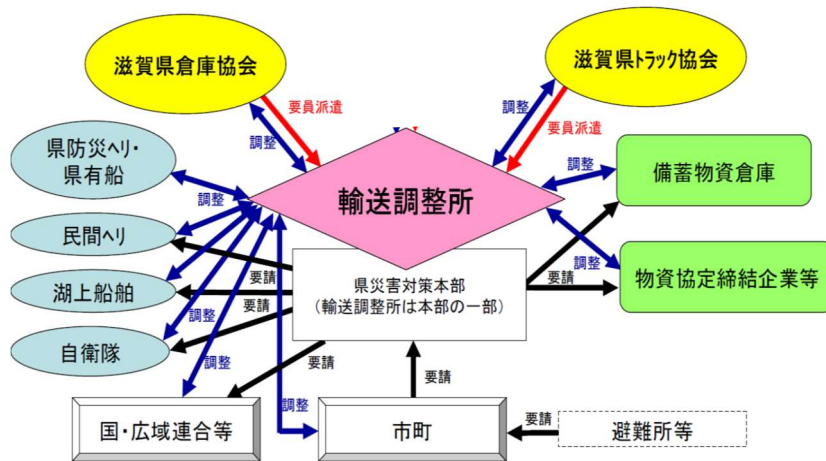 滋賀県倉庫協会
滋賀県トラック協会
要員派遣
調整
調整
要員派遣
県防災ヘリ・
県有船
調整
輸送調整所
調整
備蓄物資倉庫
民間ヘリ
要請
県災害対策本部
（輸送調整所は本部の一部）
調整
要請
物資協定締結企業等
湖上船舶
要請
調整
自衛隊
調整
要請
要請
調整
国・広域連合等
市町
要請
避難所等